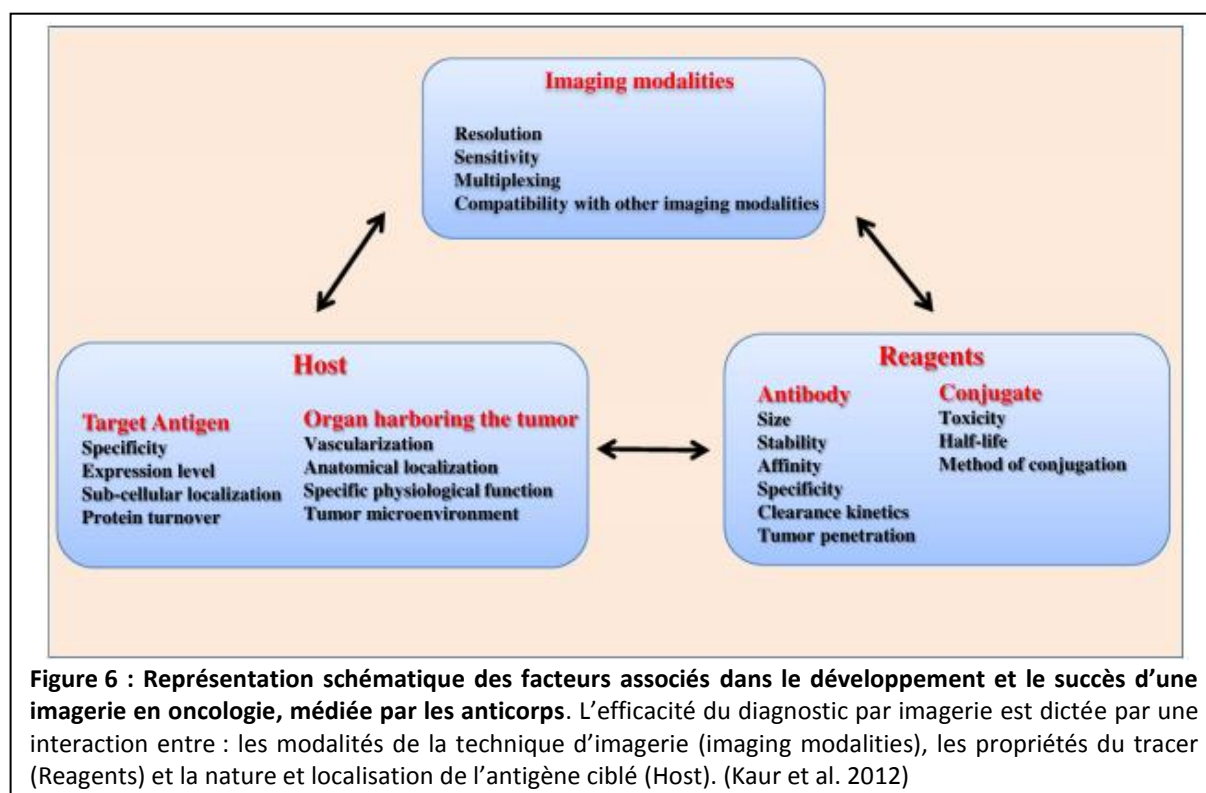 Imaging modalities
Resolution
Sensitivity
Multiplexing
Compatibility with other imaging modalities
Host
Target Antigen
Specificity
Expression level
Sub-cellular localization
Protein turnover
Organ harboring the tumor
Vascularization
Anatomical localization
Specific physiological function
Tumor microenvironment
Reagents
Antibody
Size
Stability
Affinity
Specificity
Clearance kinetics
Tumor penetration
Conjugate
Toxicity
Half-life
Method of conjugation
Figure 6 : Représentation schématique des facteurs associés dans le développement et le succès d’une
imagerie en oncologie, médiée par les anticorps. L’efficacité du diagnostic par imagerie est dictée par une
interaction entre : les modalités de la technique d’imagerie (imaging modalities), les propriétés du tracer
(Reagents) et la nature et localisation de l’antigène ciblé (Host). (Kaur et al. 2012)